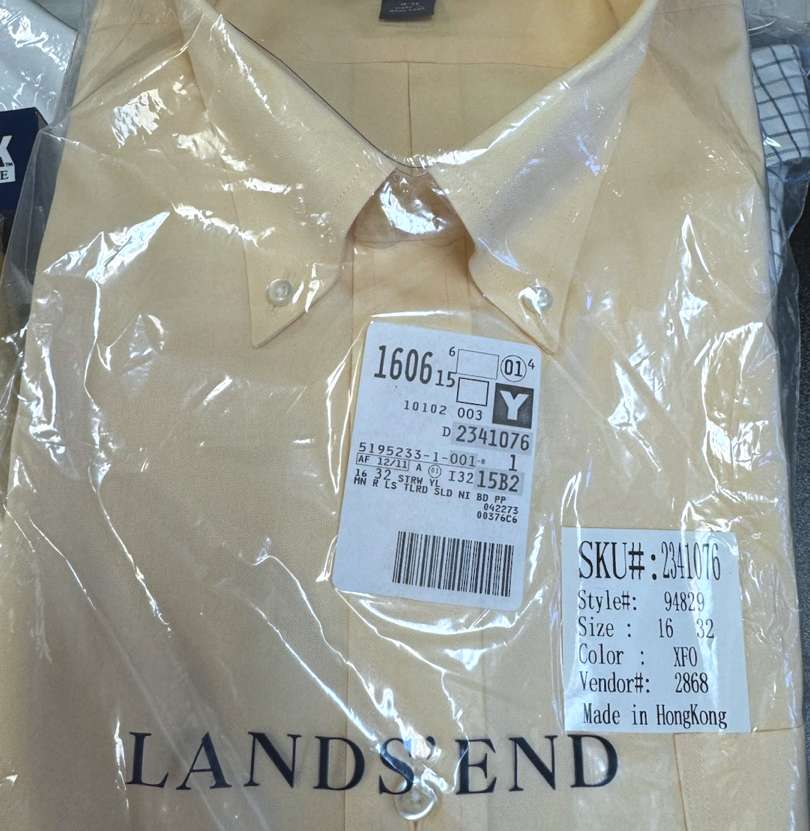 X™
E
1606 15
6 01 4
Y
10102 003
D 2341076
5195233-1-001* 1
AF 12/11 A 01 I32 15B2
16 32 STRW YL
MN R LS TLRD SLD NI BD PP
042273
00376C6
SKU#:2341076
Style#: 94829
Size : 16 32
Color : XFO
Vendor#: 2868
Made in HongKong
LANDS' END